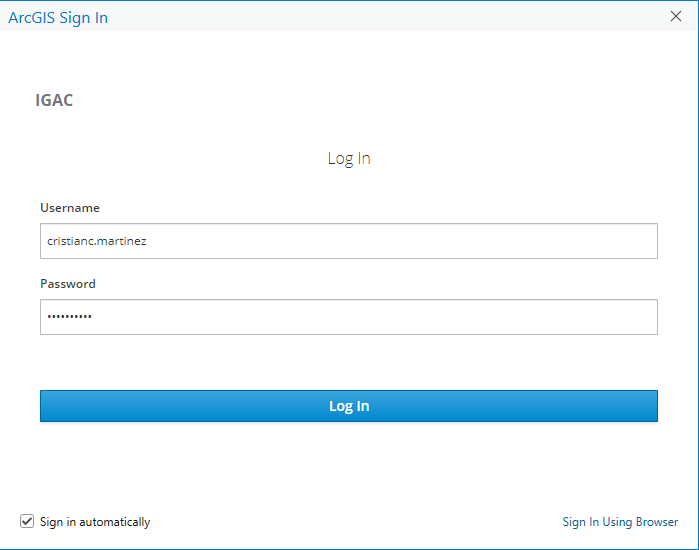 ArcGIS Sign In
IGAC
Log In
Username
cristianc.martinez
Password
••••••••••
Log In
Sign in automatically
Sign In Using Browser